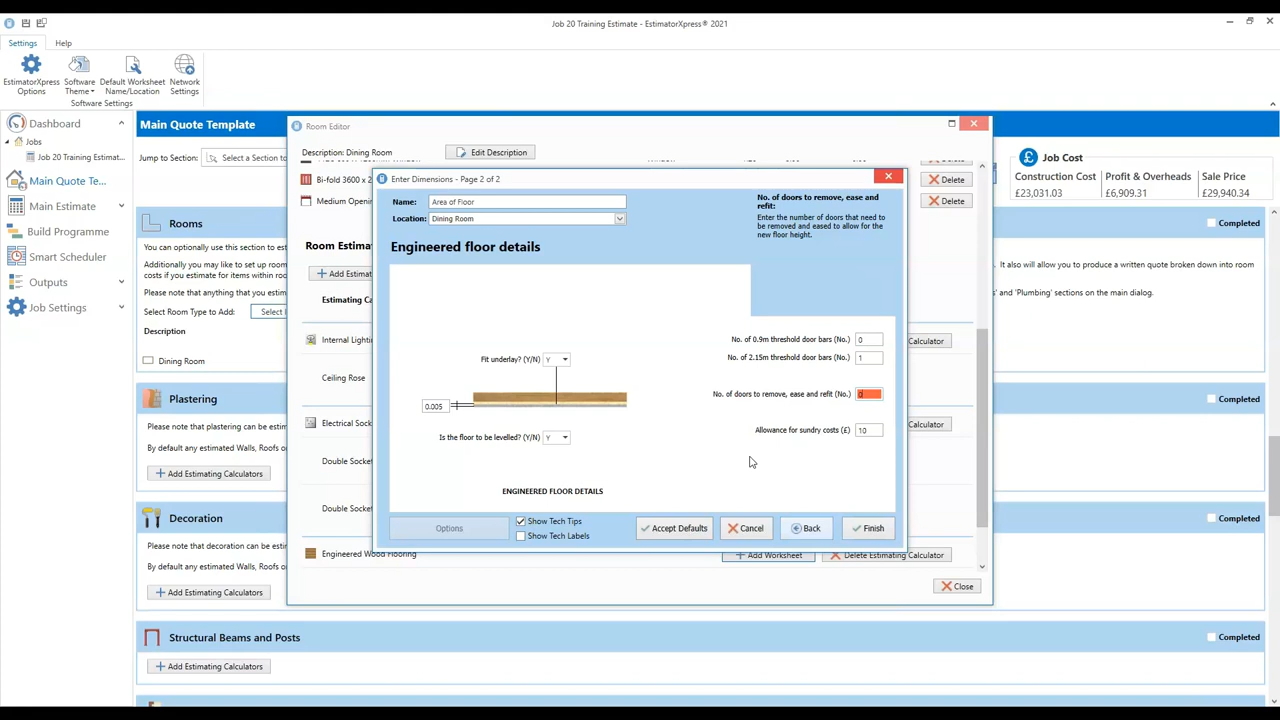 Job 20 Training Estimate - EstimatorXpress® 2021
Settings
Help
EstimatorXpress
Options
Software
Theme
Default Worksheet
Name/Location
Network
Settings
Software Settings
Dashboard
Jobs
Job 20 Training Estimat...
Main Quote Te...
Main Estimate
Build Programme
Smart Scheduler
Outputs
Job Settings
Main Quote Template
Jump to Section:
Select a Section to
Job Cost
Construction Cost
Profit & Overheads
Sale Price
£23,031.03
£6,909.31
£29,940.34
Rooms
Completed
You can optionally use this section to est
Additionally you may like to set up room
costs if you estimate for items within roo
. It also will allow you to produce a written quote broken down into room
Please note that anything that you estim
s' and 'Plumbing' sections on the main dialog.
Select Room Type to Add:
Select
Description
Dining Room
Plastering
Completed
Please note that plastering can be estim
By default any estimated Walls, Roofs o
Add Estimating Calculators
Decoration
Completed
Please note that decoration can be estim
By default any estimated Walls, Roofs or
Add Estimating Calculators
Structural Beams and Posts
Completed
Add Estimating Calculators
Room Editor
Description: Dining Room
Edit Description
Bi-fold 3600 x 2
Delete
Medium Openin
Delete
Delete
Room Estima
Add Estimat
Estimating Ca
Internal Lightin
Calculator
Ceiling Rose
Electrical Sock
Calculator
Double Socket
Double Socket
Engineered Wood Flooring
Add Worksheet
Delete Estimating Calculator
Close
Enter Dimensions - Page 2 of 2
Name:
Area of Floor
Location:
Dining Room
No. of doors to remove, ease and
refit:
Enter the number of doors that need to
be removed and eased to allow for the
new floor height.
Engineered floor details
No. of 0.9m threshold door bars (No.)
0
No. of 2.15m threshold door bars (No.)
1
Fit underlay? (Y/N)
Y
No. of doors to remove, ease and refit (No.)
0
0.005
Allowance for sundry costs (£)
10
Is the floor to be levelled? (Y/N)
Y
ENGINEERED FLOOR DETAILS
Options
Show Tech Tips
Show Tech Labels
Accept Defaults
Cancel
Back
Finish